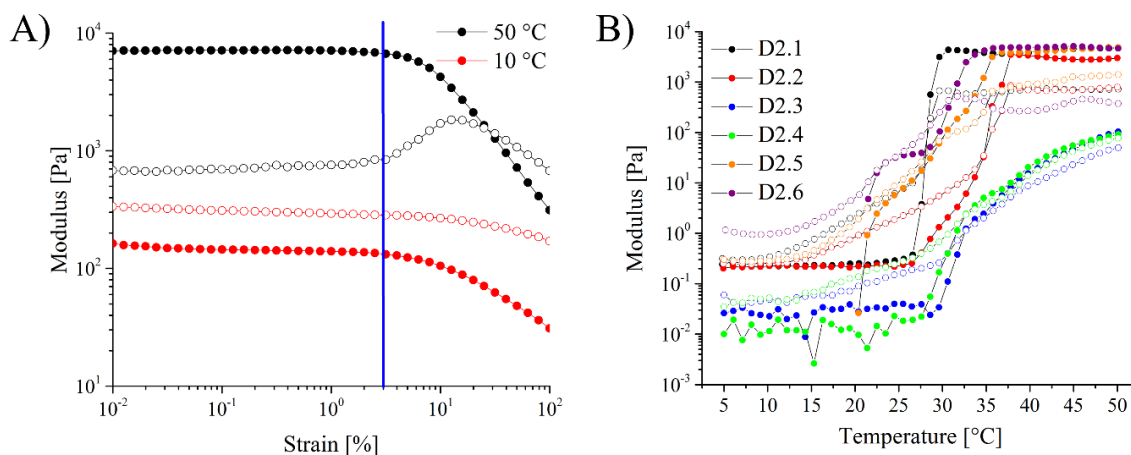 A)
50 °C
10 °C
Modulus [Pa]
10⁴
10³
10²
10¹
10⁻²
10⁻¹
10⁰
10¹
10²
Strain [%]
B)
D2.1
D2.2
D2.3
D2.4
D2.5
D2.6
Modulus [Pa]
10⁴
10³
10²
10¹
10⁰
10⁻¹
10⁻²
10⁻³
5
10
15
20
25
30
35
40
45
50
Temperature [°C]